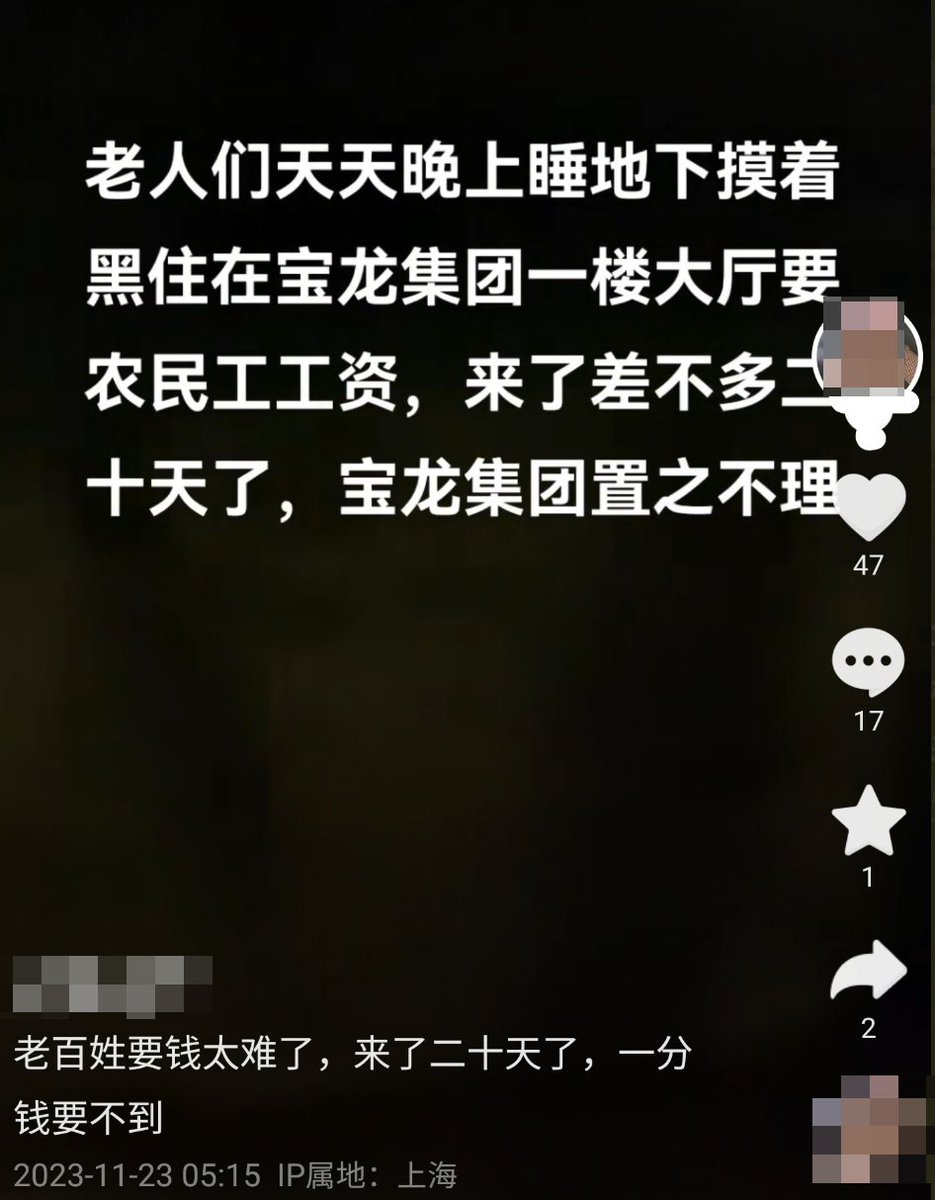 老人们天天晚上睡地下摸着
黑住在宝龙集团一楼大厅要
农民工工资，来了差不多二
十天了，宝龙集团置之不理
47
17
1
2
老百姓要钱太难了，来了二十天了，一分
钱要不到
2023-11-23 05:15 IP属地：上海